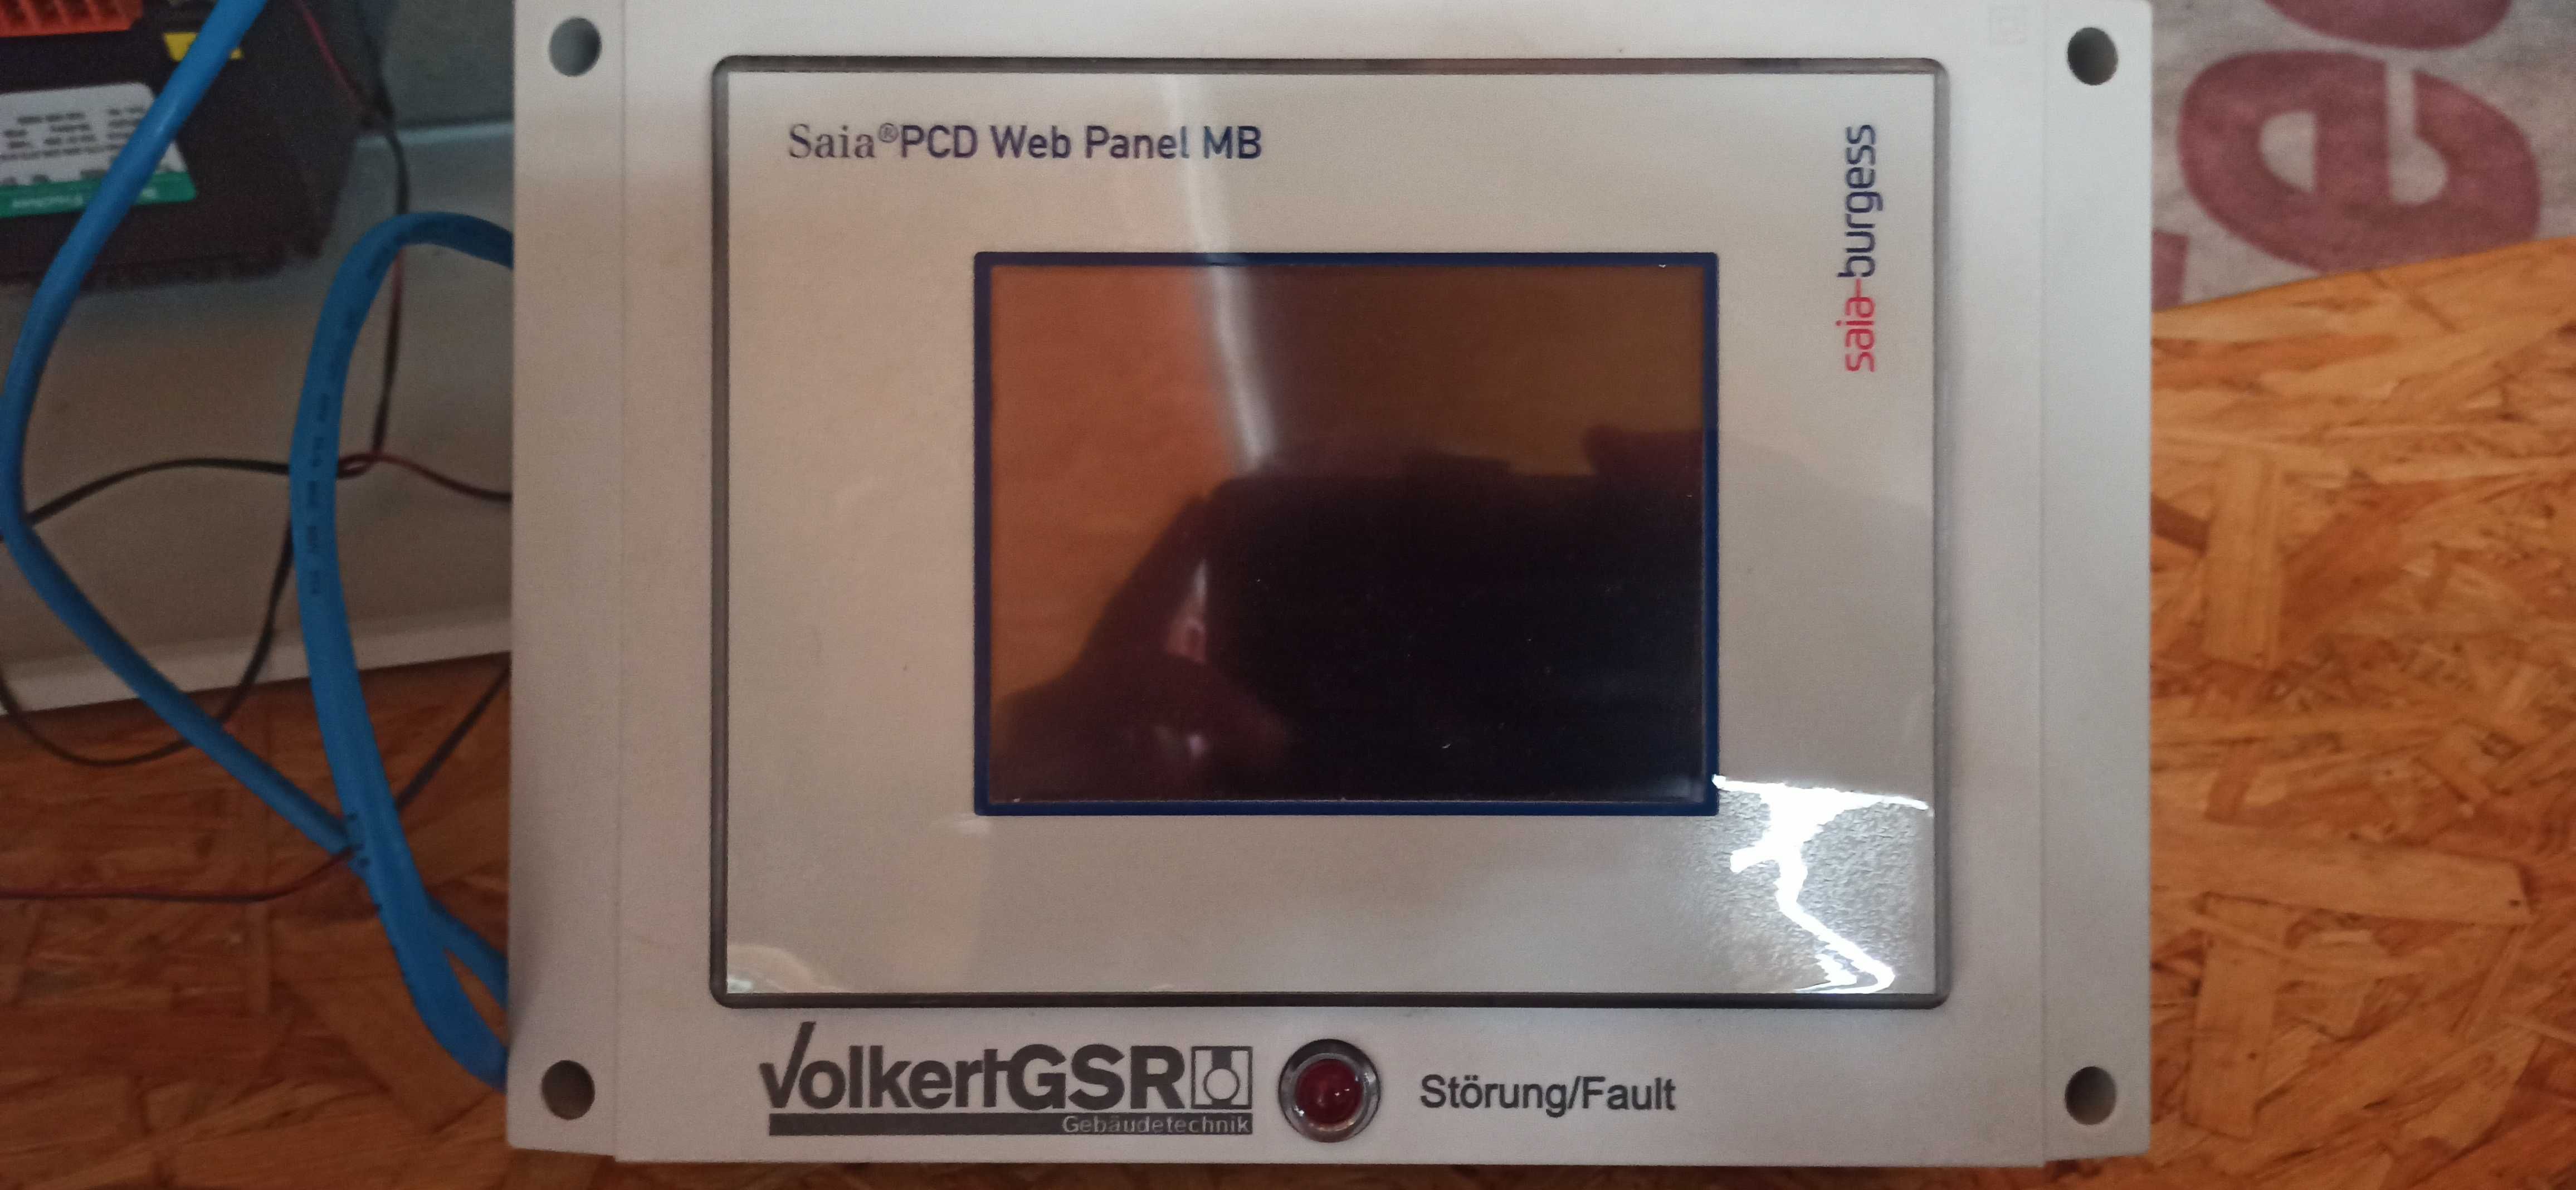 Saia®PCD Web Panel MB
saia-burgess
VolkertGSR
Gebäudetechnik
Störung/Fault